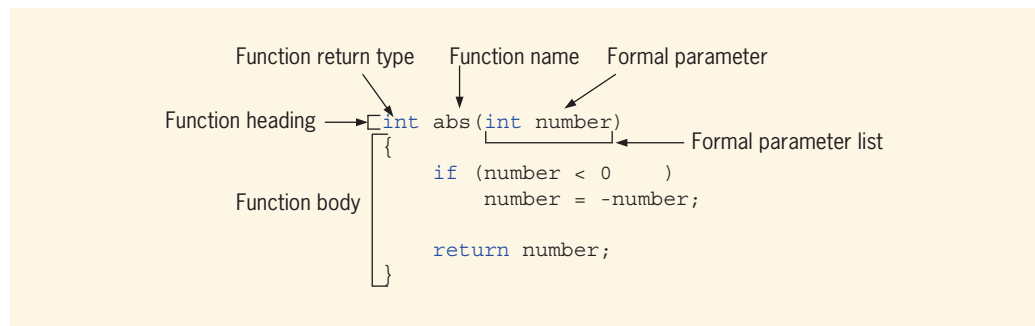 Function return type Function name Formal parameter
Function heading int abs(int number)
Formal parameter list
{
if (number < 0 )
number = -number;
Function body
return number;
}